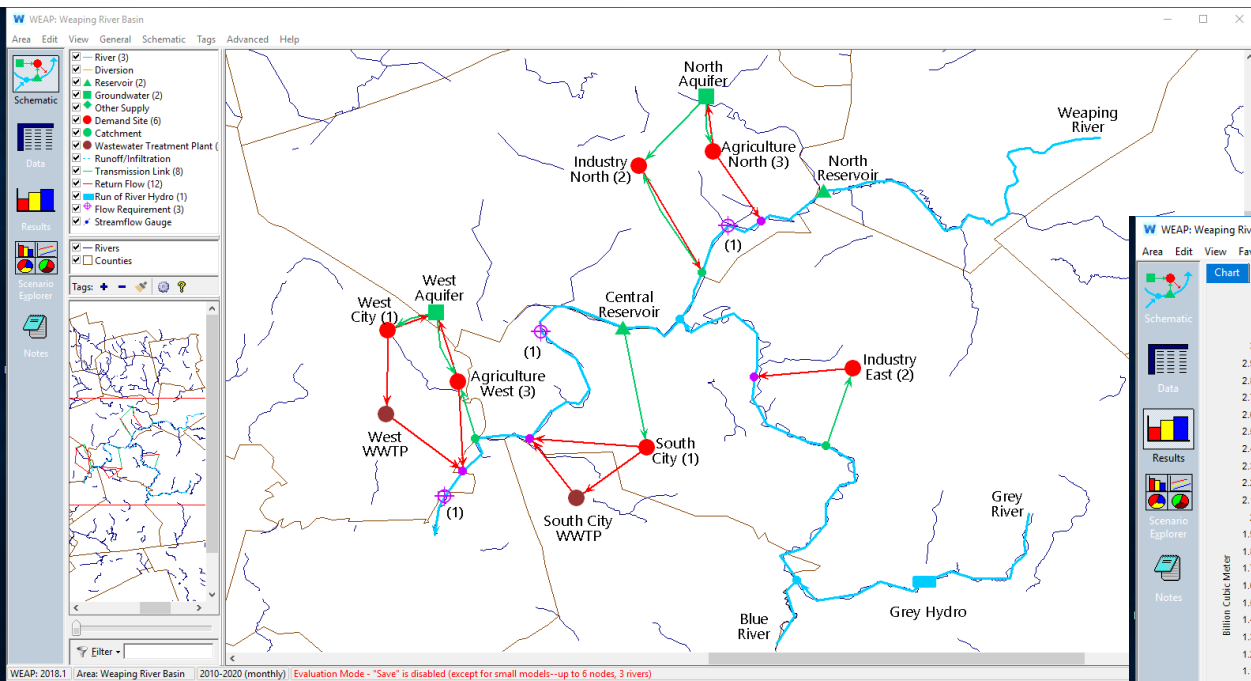 W WEAP: Weaping River Basin
Area Edit View General Schematic Tags Advanced Help
Schematic
Data
Results
Scenario
Explorer
Notes
River (3)
Diversion
Reservoir (2)
Groundwater (2)
Other Supply
Demand Site (6)
Catchment
Wastewater Treatment Plant (
Runoff/Infiltration
Transmission Link (8)
Return Flow (12)
Run of River Hydro (1)
Flow Requirement (3)
Streamflow Gauge
Rivers
Counties
Tags:
Filter
North
Aquifer
Weaping
River
Agriculture
North (3)
Industry
North (2)
North
Reservoir
(1)
West
Aquifer
West
City (1)
Central
Reservoir
(1)
Industry
East (2)
Agriculture
West (3)
West
WWTP
South
City (1)
(1)
South City
WWTP
Grey
River
Grey Hydro
Blue
River
WEAP: 2018.1 Area: Weaping River Basin 2010-2020 (monthly) Evaluation Mode - "Save" is disabled (except for small models--up to 6 nodes, 3 rivers)
W WEAP: Weaping Riv
Area Edit View Fav
Chart
Schematic
Data
Results
Scenario
Explorer
Notes
Billion Cubic Meter